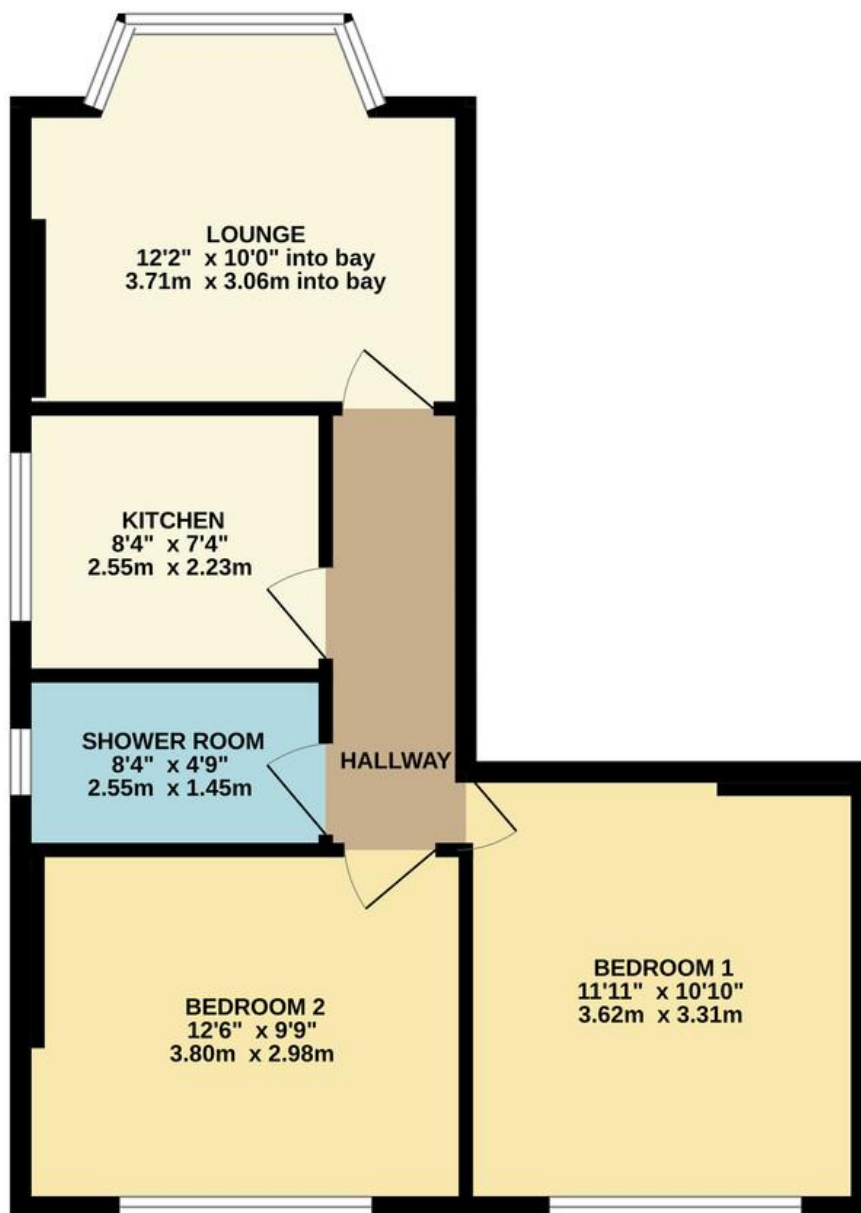 LOUNGE
12'2" x 10'0" into bay
3.71m x 3.06m into bay
KITCHEN
8'4" x 7'4"
2.55m x 2.23m
SHOWER ROOM
8'4" x 4'9"
2.55m x 1.45m
HALLWAY
BEDROOM 1
11'11" x 10'10"
3.62m x 3.31m
BEDROOM 2
12'6" x 9'9"
3.80m x 2.98m